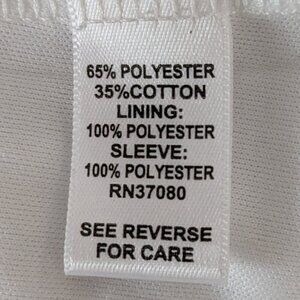 65% POLYESTER
35%COTTON
LINING:
100% POLYESTER
SLEEVE:
100% POLYESTER
RN37080
SEE REVERSE
FOR CARE